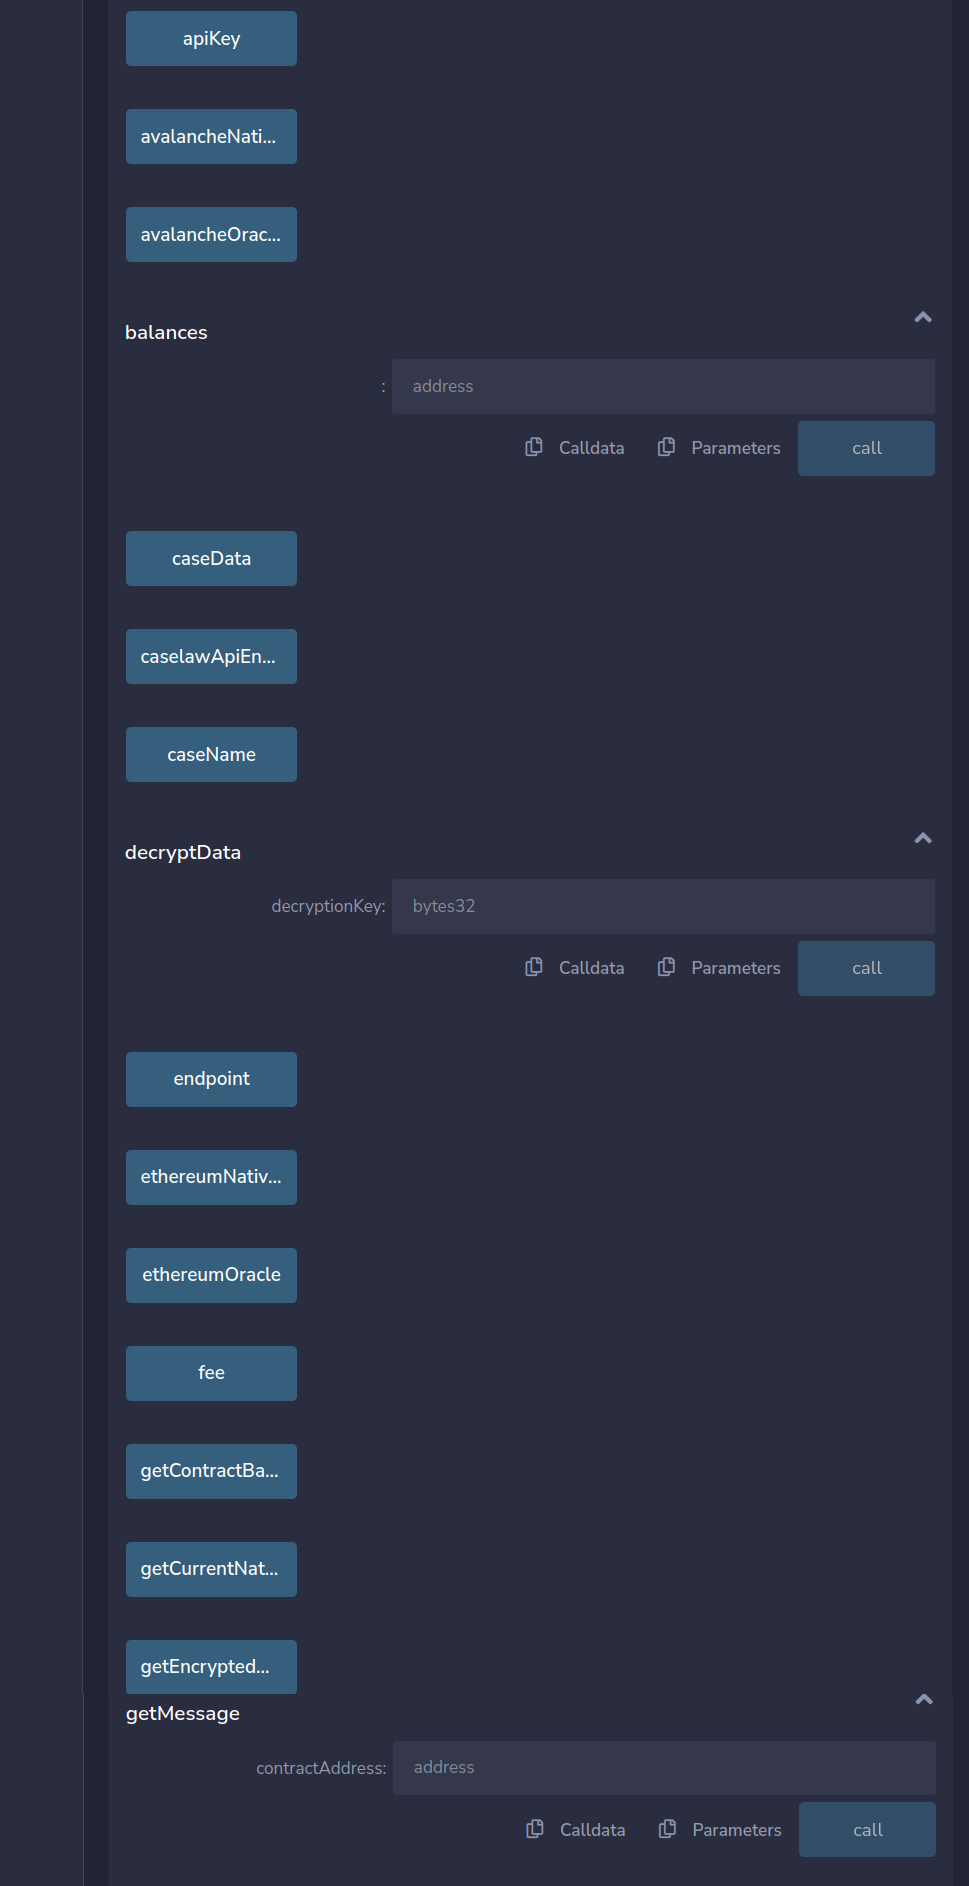 apiKey
avalancheNati...
avalancheOrac...
balances
: address
Calldata Parameters call
caseData
caselawApiEn...
caseName
decryptData
decryptionKey: bytes32
Calldata Parameters call
endpoint
ethereumNativ...
ethereumOracle
fee
getContractBa...
getCurrentNat...
getEncrypted...
getMessage
contractAddress: address
Calldata Parameters call